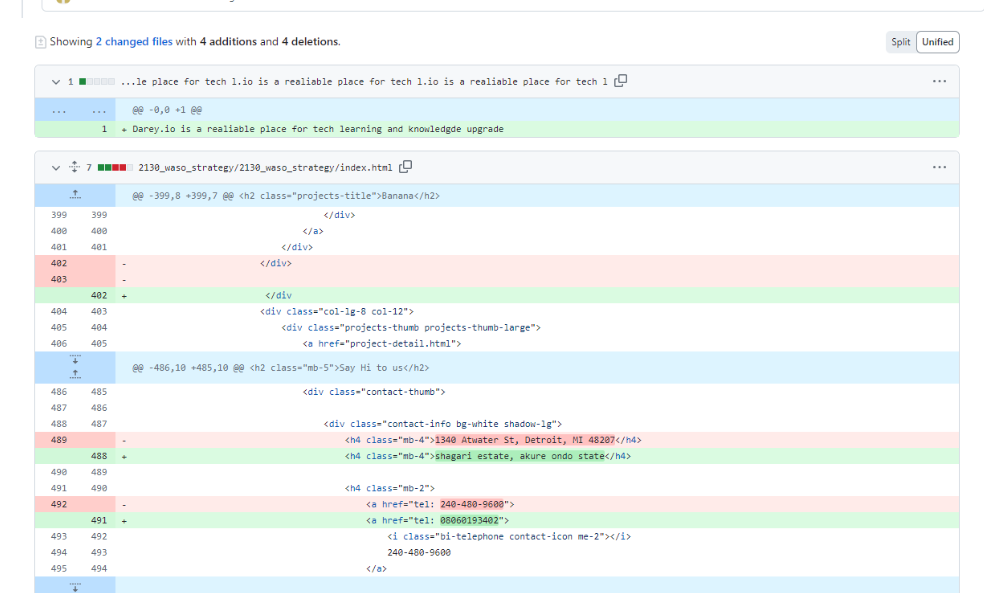 Showing 2 changed files with 4 additions and 4 deletions.
Split Unified
1 ...le place for tech l.io is a realiable place for tech l.io is a realiable place for tech l
... ... @@ -0,0 +1 @@
1 + Darey.io is a realiable place for tech learning and knowledgde upgrade
7 2130_waso_strategy/2130_waso_strategy/index.html
@@ -399,8 +399,7 @@ <h2 class="projects-title">Banana</h2>
399 399 </div>
400 400 </a>
401 401 </div>
402 - </div>
403 -
402 + </div
404 403 <div class="col-lg-8 col-12">
405 404 <div class="projects-thumb projects-thumb-large">
406 405 <a href="project-detail.html">
@@ -486,10 +485,10 @@ <h2 class="mb-5">Say Hi to us</h2>
486 485 <div class="contact-thumb">
487 486
488 487 <div class="contact-info bg-white shadow-lg">
489 - <h4 class="mb-4">1340 Atwater St, Detroit, MI 48207</h4>
488 + <h4 class="mb-4">shagari estate, akure ondo state</h4>
490 489
491 490 <h4 class="mb-2">
492 - <a href="tel: 240-480-9600">
491 + <a href="tel: 08060193402">
493 492 <i class="bi-telephone contact-icon me-2"></i>
494 493 240-480-9600
495 494 </a>